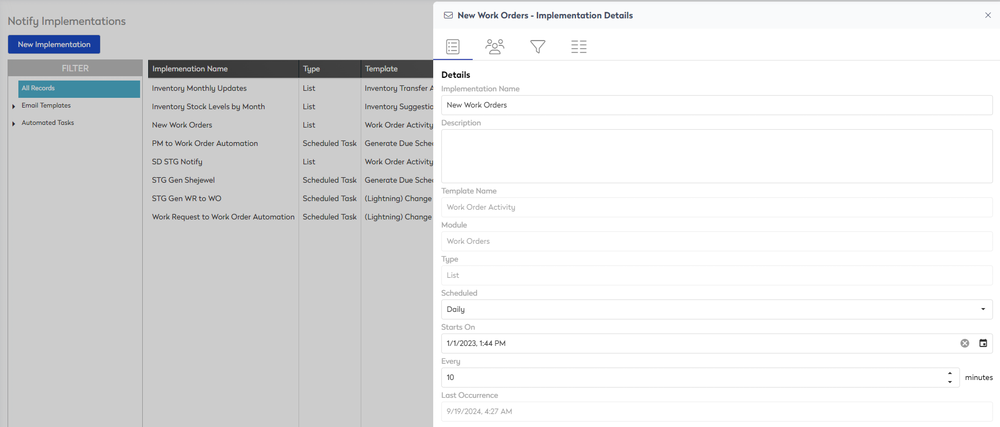 Notify Implementations
New Implementation
FILTER
All Records
Email Templates
Automated Tasks
Implemenation Name Type Template
Inventory Monthly Updates List Inventory Transfer A
Inventory Stock Levels by Month List Inventory Suggestio
New Work Orders List Work Order Activity
PM to Work Order Automation Scheduled Task Generate Due Sche
SD STG Notify List Work Order Activity
STG Gen Shejewel Scheduled Task Generate Due Sche
STG Gen WR to WO Scheduled Task (Lightning) Change
Work Request to Work Order Automation Scheduled Task (Lightning) Change
New Work Orders - Implementation Details
Details
Implementation Name
New Work Orders
Description
Template Name
Work Order Activity
Module
Work Orders
Type
List
Scheduled
Daily
Starts On
1/1/2023, 1:44 PM
Every
10 minutes
Last Occurrence
9/19/2024, 4:27 AM